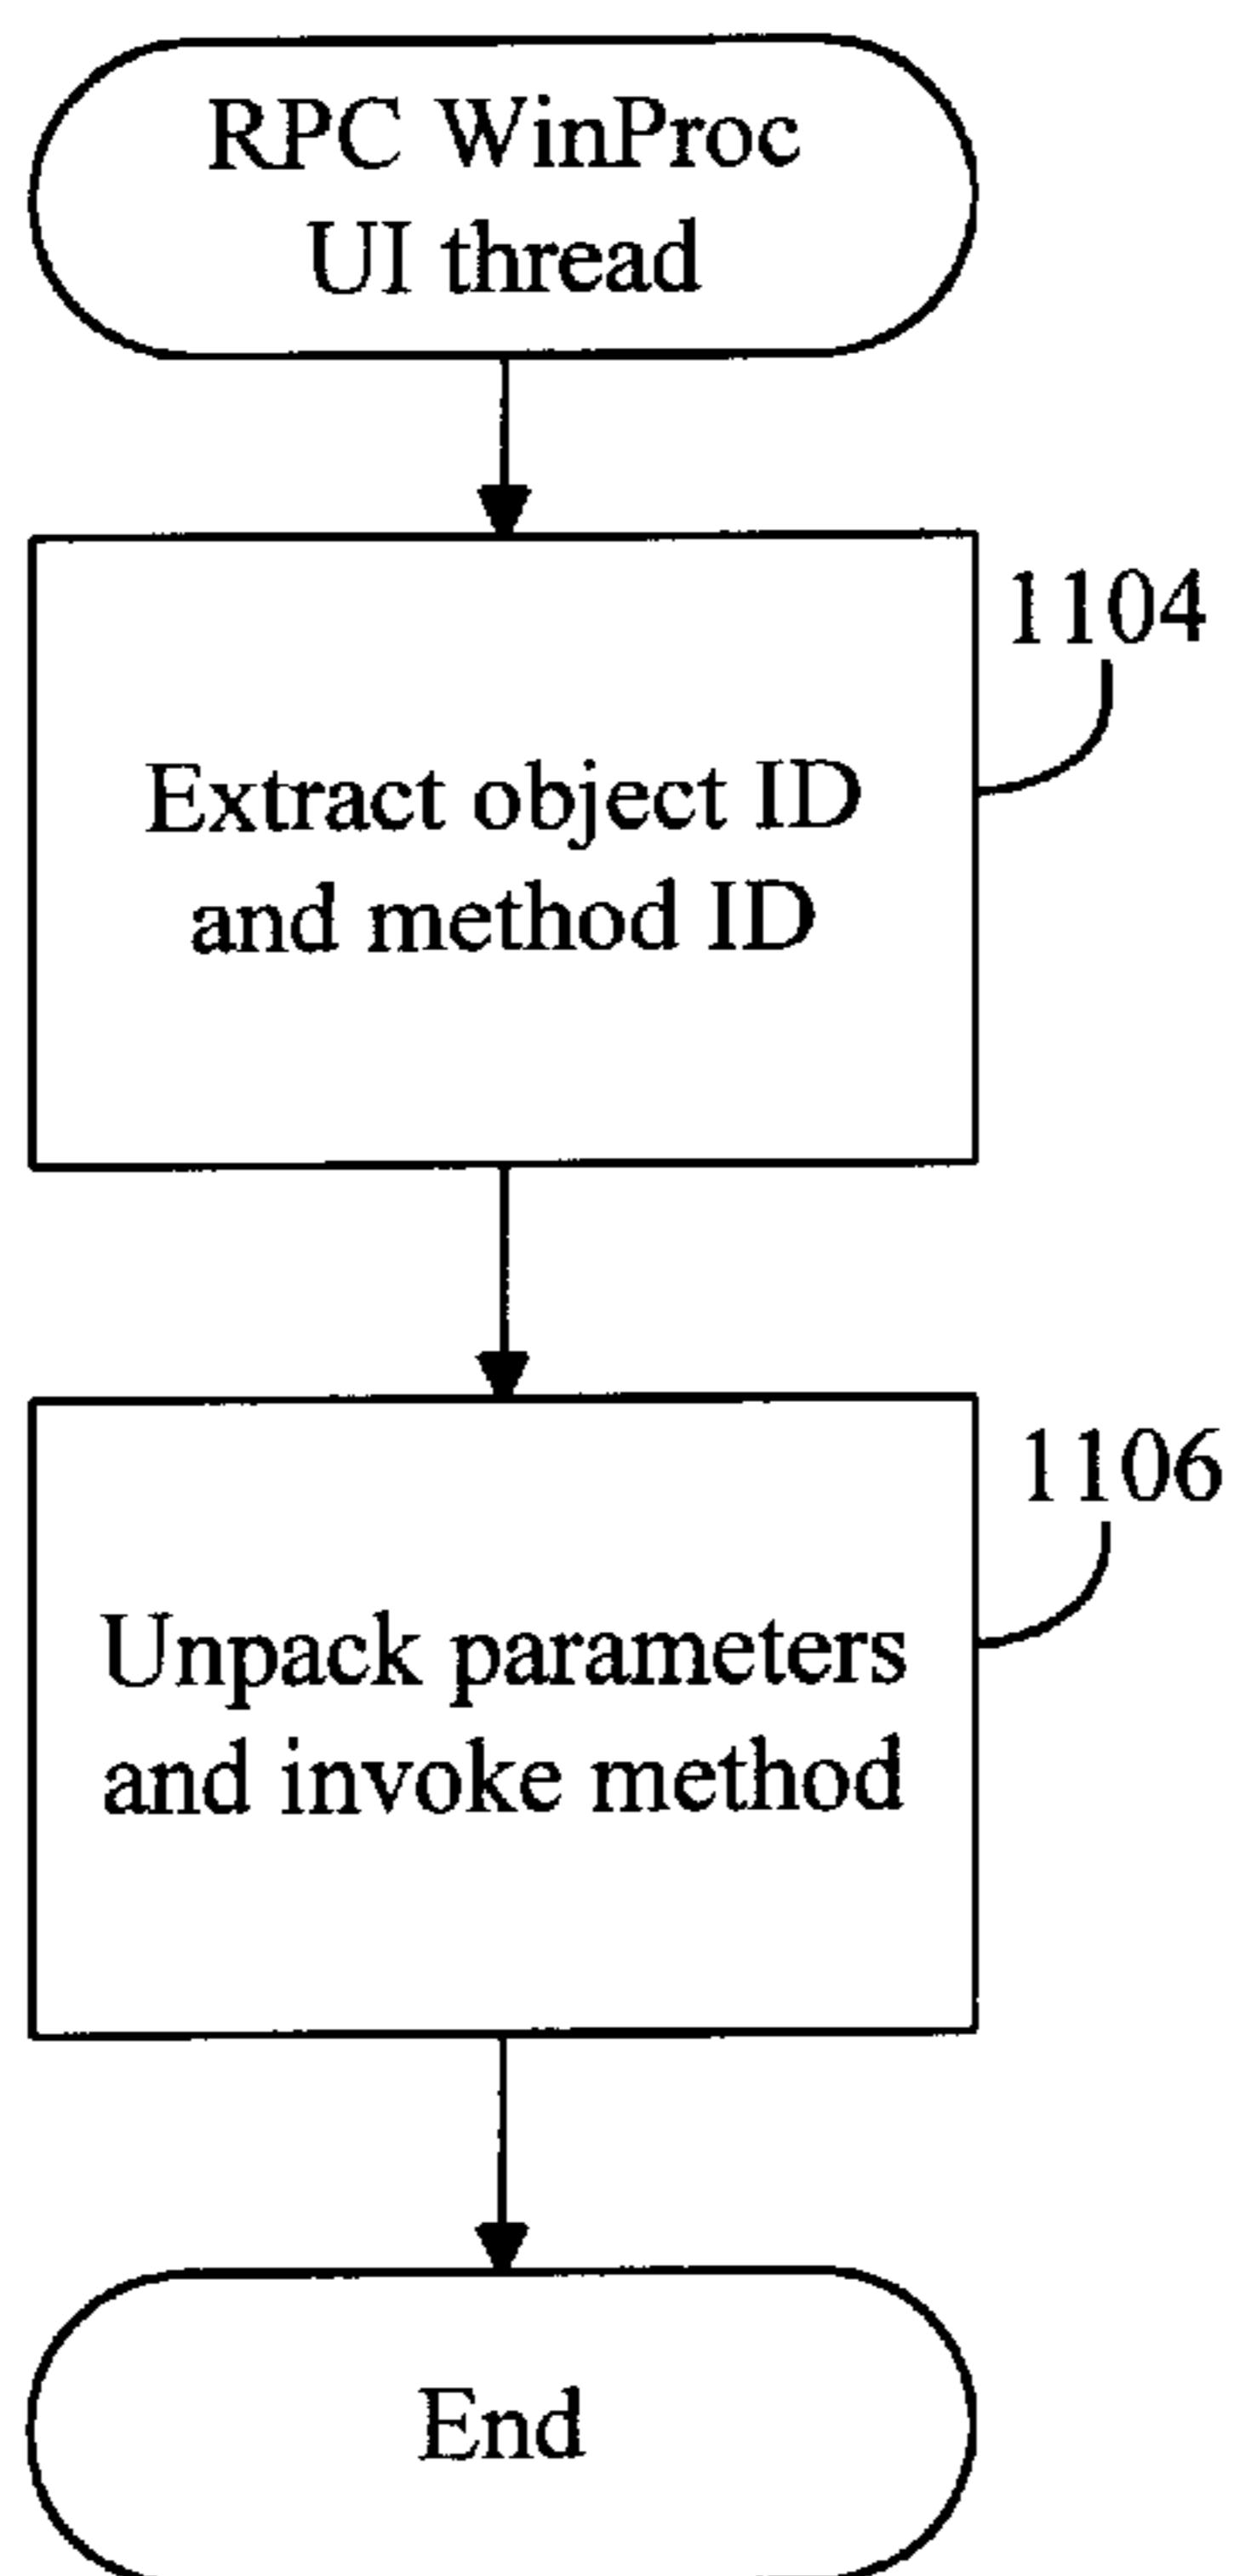 RPC WinProc
UI thread
1104
Extract object ID
and method ID
1106
Unpack parameters
and invoke method
End